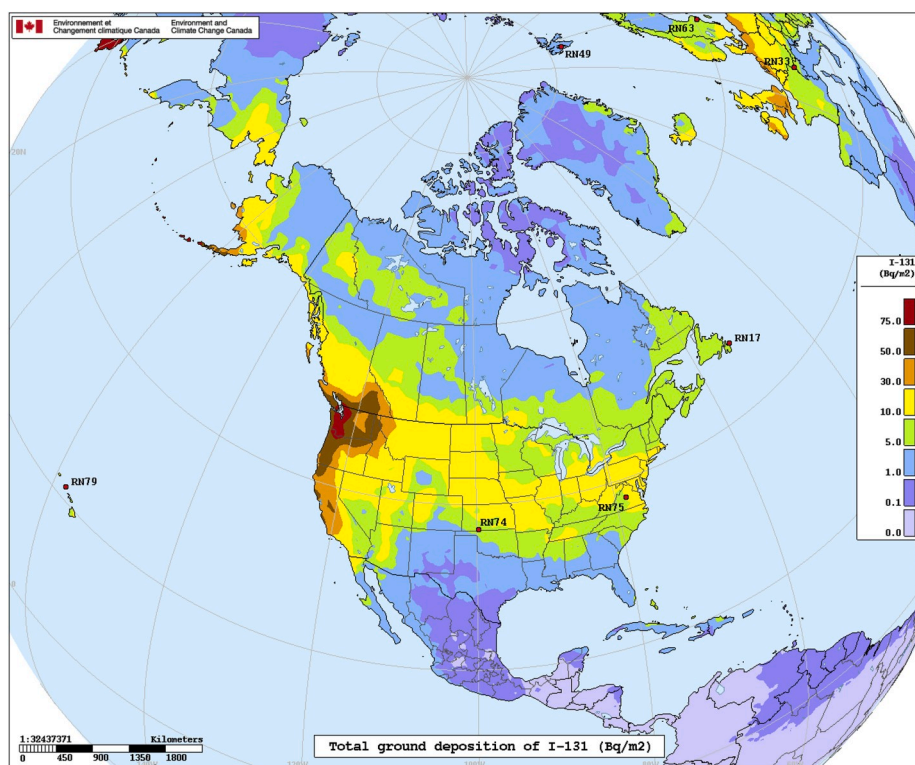 Environnement et
Changement climatique Canada
Environment and
Climate Change Canada
RN63
RN49
RN33
RN17
RN79
RN74
RN75
I-131
(Bq/m2)
75.0
50.0
30.0
10.0
5.0
1.0
0.1
0.0
1:32437371 Kilometers
0 450 900 1350 1800
Total ground deposition of I-131 (Bq/m2)